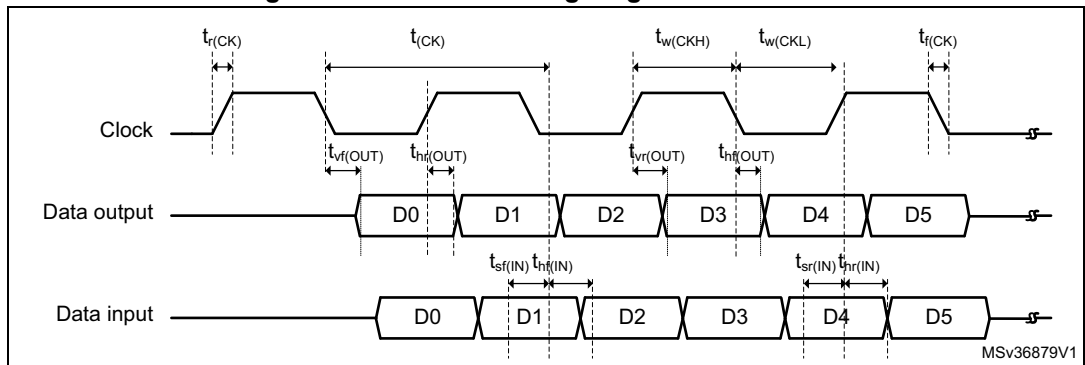 t_r(CK) t_(CK) t_w(CKH) t_w(CKL) t_f(CK)
Clock
t_vf(OUT) t_hr(OUT) t_vr(OUT) t_hf(OUT)
Data output D0 D1 D2 D3 D4 D5
t_sf(IN) t_hf(IN) t_sr(IN) t_hr(IN)
Data input D0 D1 D2 D3 D4 D5
MSv36879V1